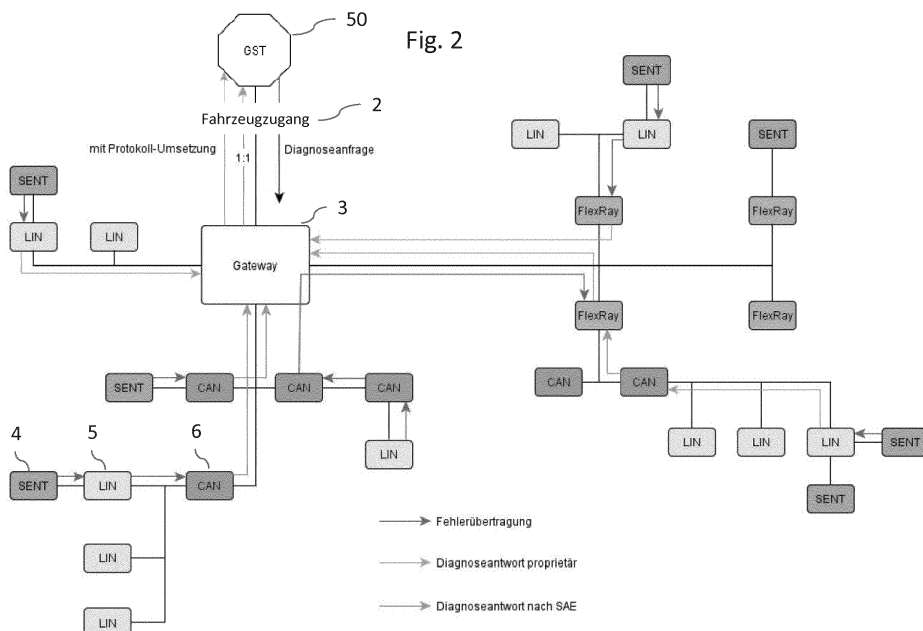 50
Fig. 2
GST
SENT
Fahrzeugzugang
2
LIN
LIN
SENT
mit Protokoll-Umsetzung
1:1
Diagnoseanfrage
SENT
3
FlexRay
FlexRay
LIN
LIN
Gateway
FlexRay
FlexRay
SENT
CAN
CAN
CAN
CAN
CAN
4
5
6
LIN
LIN
LIN
LIN
SENT
SENT
LIN
CAN
SENT
Fehlerübertragung
LIN
Diagnoseantwort proprietär
LIN
Diagnoseantwort nach SAE